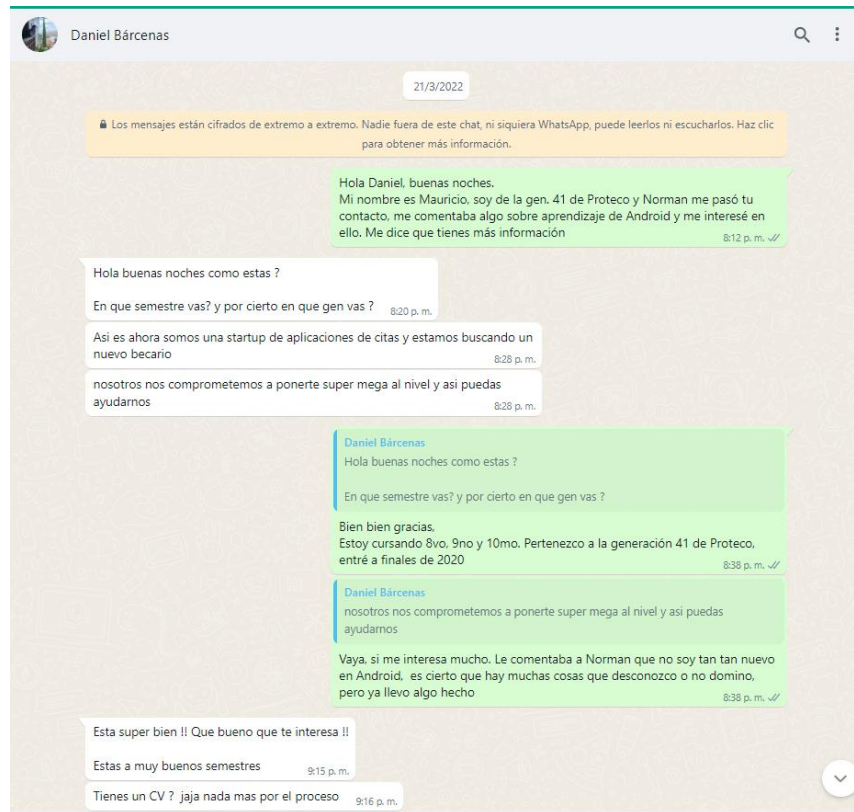 Daniel Bárcenas
21/3/2022
Los mensajes están cifrados de extremo a extremo. Nadie fuera de este chat, ni siquiera WhatsApp, puede leerlos ni escucharlos. Haz clic
para obtener más información.
Hola Daniel, buenas noches.
Mi nombre es Mauricio, soy de la gen. 41 de Proteco y Norman me pasó tu
contacto, me comentaba algo sobre aprendizaje de Android y me interesé en
ello. Me dice que tienes más información
8:12 p. m.
Hola buenas noches como estas ?
En que semestre vas? y por cierto en que gen vas ?
8:20 p. m.
Asi es ahora somos una startup de aplicaciones de citas y estamos buscando un
nuevo becario
8:28 p. m.
nosotros nos comprometemos a ponerte super mega al nivel y asi puedas
ayudarnos
8:28 p. m.
Daniel Bárcenas
Hola buenas noches como estas ?
En que semestre vas? y por cierto en que gen vas ?
Bien bien gracias,
Estoy cursando 8vo, 9no y 10mo. Pertenezco a la generación 41 de Proteco,
entré a finales de 2020
8:38 p. m.
Daniel Bárcenas
nosotros nos comprometemos a ponerte super mega al nivel y asi puedas
ayudarnos
Vaya, si me interesa mucho. Le comentaba a Norman que no soy tan tan nuevo
en Android, es cierto que hay muchas cosas que desconozco o no domino,
pero ya llevo algo hecho
8:38 p. m.
Esta super bien !! Que bueno que te interesa !!
Estas a muy buenos semestres
9:15 p. m.
Tienes un CV ? jaja nada mas por el proceso
9:16 p. m.